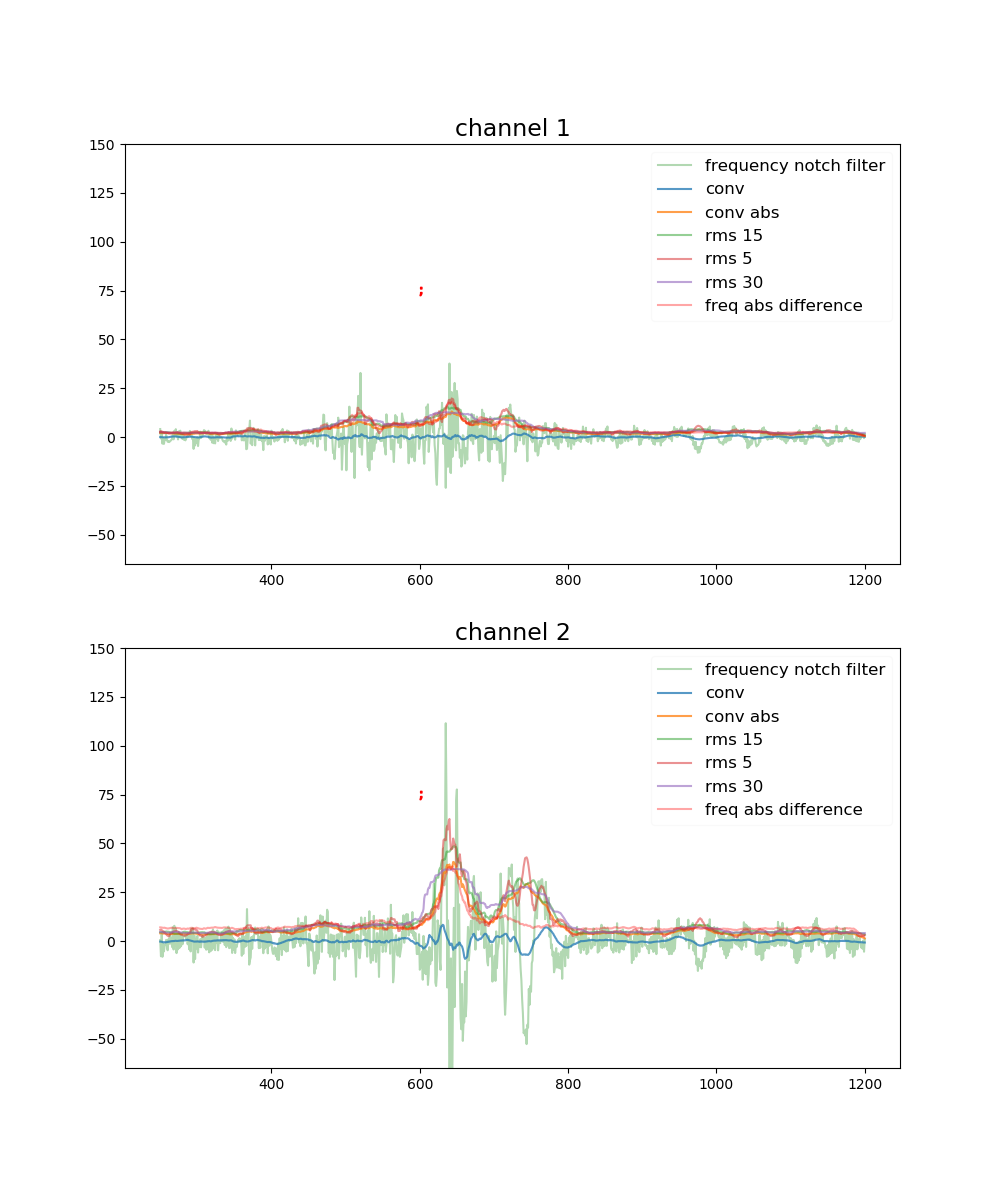 channel 1
150
125
100
75
50
25
0
−25
−50
400 600 800 1000 1200
frequency notch filter
conv
conv abs
rms 15
rms 5
rms 30
freq abs difference
;
channel 2
150
125
100
75
50
25
0
−25
−50
400 600 800 1000 1200
frequency notch filter
conv
conv abs
rms 15
rms 5
rms 30
freq abs difference
;